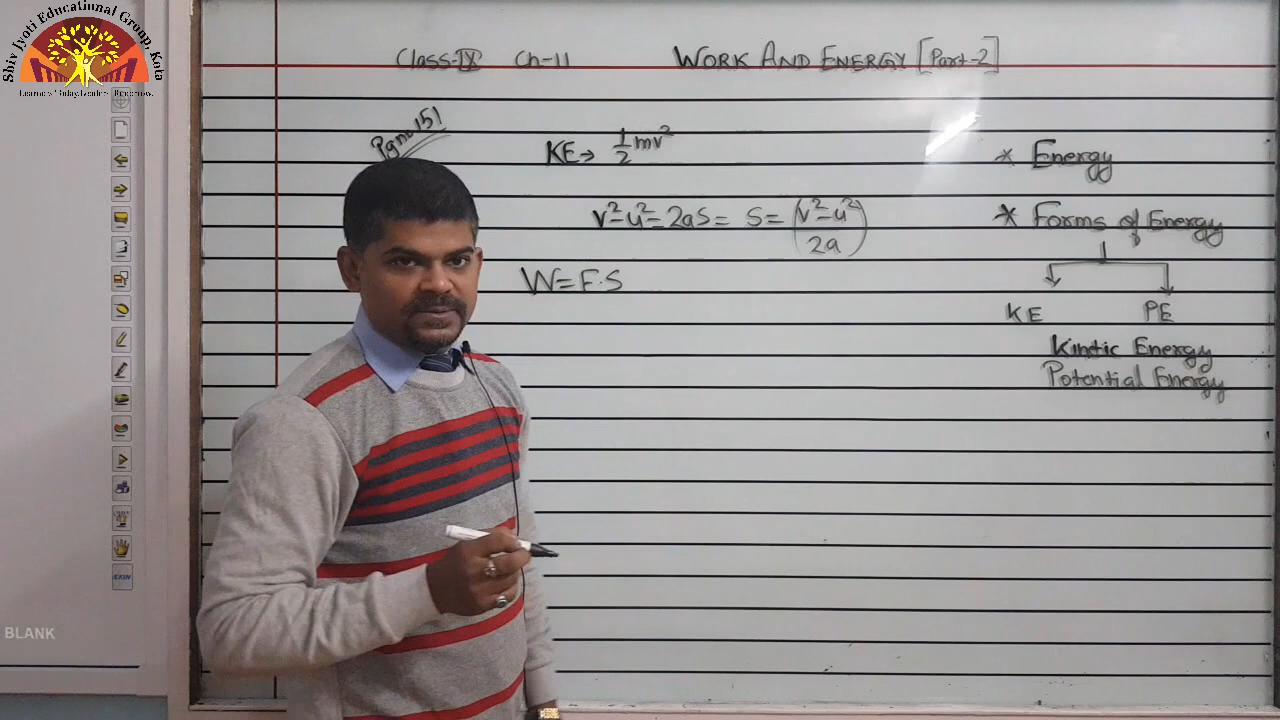 Shiv Jyoti Educational Group, Kota
Class-IX Ch-11 WORK AND ENERGY [Part-2]
Pg no 151
KE → 1/2 mv²
v²-u² = 2as = S = (v²-u²/2a)
W = F.S
* Energy
* Forms of Energy
KE PE
Kintic Energy
Potential Energy
BLANK